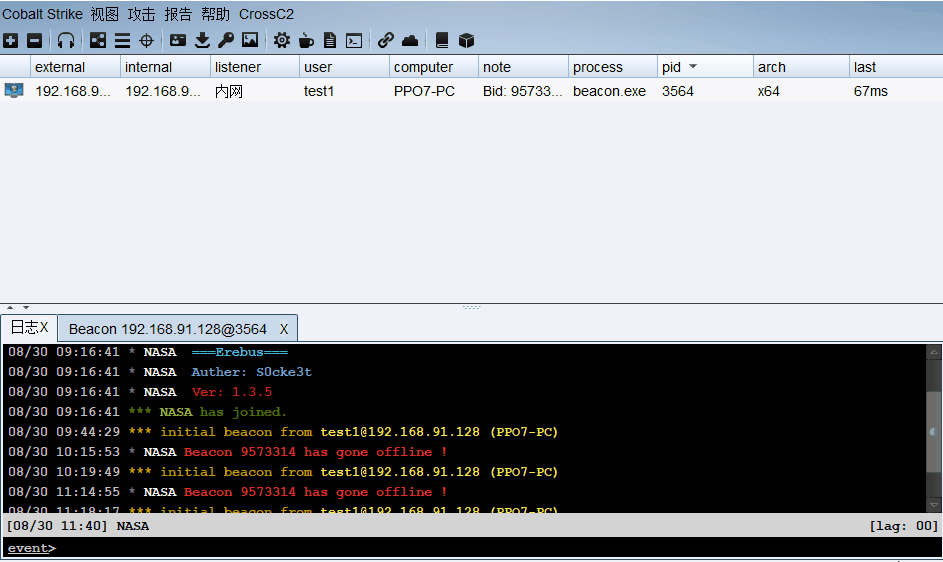 Cobalt Strike 视图 攻击 报告 帮助 CrossC2
external internal listener user computer note process pid arch last
192.168.9... 192.168.9... 内网 test1 PPO7-PC Bid: 95733... beacon.exe 3564 x64 67ms
日志X Beacon 192.168.91.128@3564 X
08/30 09:16:41 * NASA ===Erebus===
08/30 09:16:41 * NASA Auther: S0cke3t
08/30 09:16:41 * NASA Ver: 1.3.5
08/30 09:16:41 *** NASA has joined.
08/30 09:44:29 *** initial beacon from test1@192.168.91.128 (PPO7-PC)
08/30 10:15:53 * NASA Beacon 9573314 has gone offline !
08/30 10:19:49 *** initial beacon from test1@192.168.91.128 (PPO7-PC)
08/30 11:14:55 * NASA Beacon 9573314 has gone offline !
08/30 11:18:17 *** initial beacon from test1@192.168.91.128 (PPO7-PC)
[08/30 11:40] NASA [lag: 00]
event>